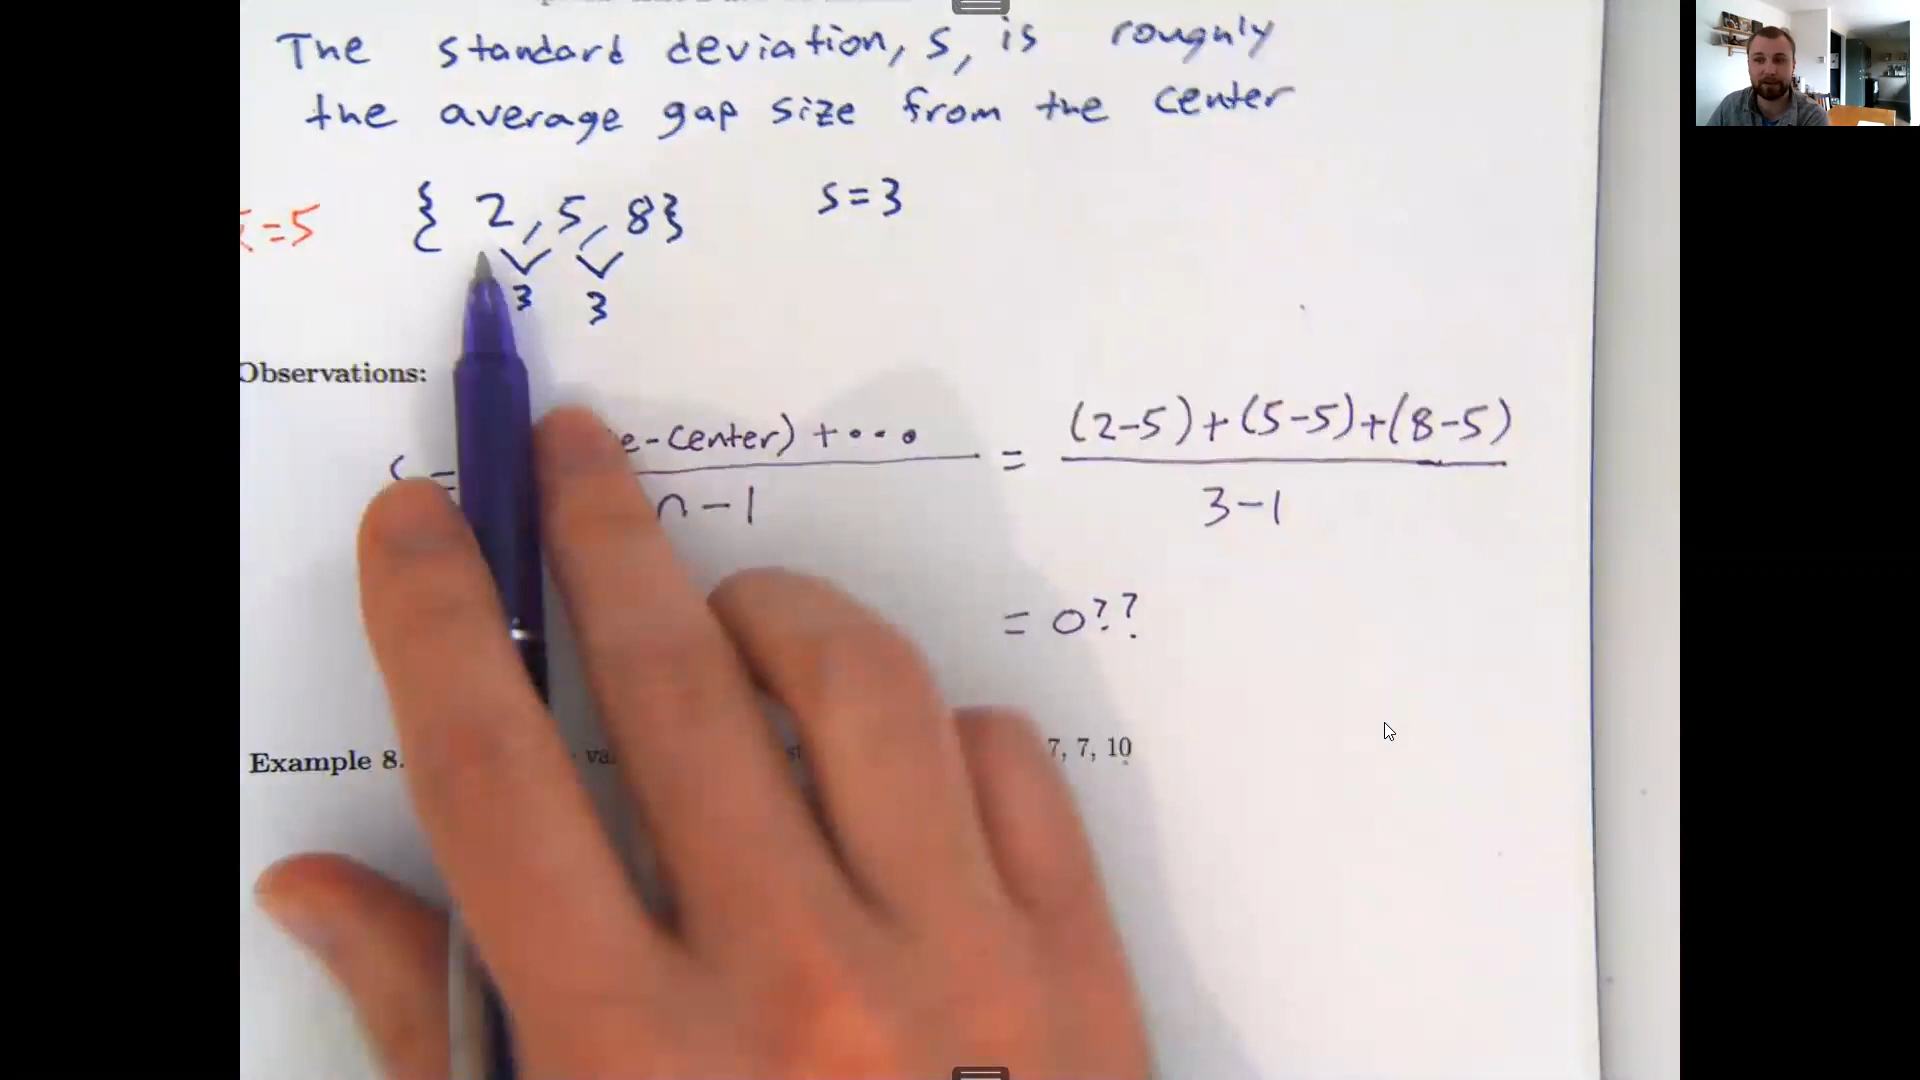 The standard deviation, s, is roughly
the average gap size from the center
=5 { 2, 5, 8} s=3
3 3
Observations:
e-center) +... = (2-5)+(5-5)+(8-5)
n-1 3-1
= 0??
Example 8. 7, 7, 10